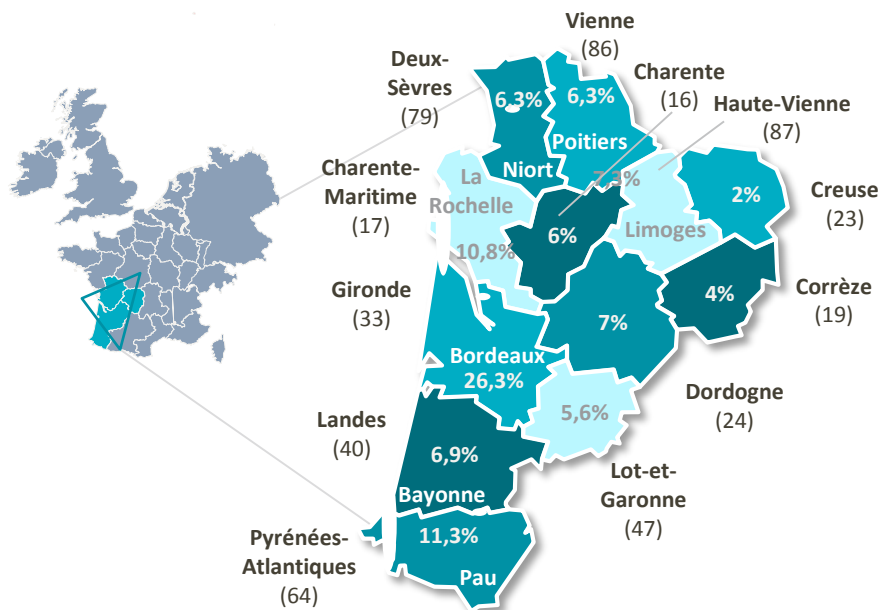 Vienne
(86)
Deux-
Sèvres
(79)
Charente
(16)
Haute-Vienne
(87)
6,3%
6,3%
Poitiers
Niort
7,3%
Charente-
Maritime
(17)
La
Rochelle
10,8%
6%
Limoges
2%
Creuse
(23)
Gironde
(33)
4%
Corrèze
(19)
7%
Bordeaux
26,3%
Dordogne
(24)
5,6%
Landes
(40)
6,9%
Bayonne
Lot-et-
Garonne
(47)
Pyrénées-
Atlantiques
(64)
11,3%
Pau